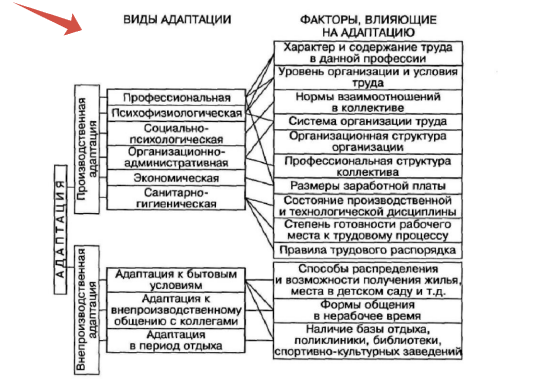 ВИДЫ АДАПТАЦИИ
ФАКТОРЫ, ВЛИЯЮЩИЕ
НА АДАПТАЦИЮ
АДАПТАЦИЯ
Производственная
адаптация
Профессиональная
Психофизиологическая
Социально-
психологическая
Организационно-
административная
Экономическая
Санитарно-
гигиеническая
Характер и содержание труда
в данной профессии
Уровень организации и условия
труда
Нормы взаимоотношений
в коллективе
Система организации труда
Организационная структура
организации
Профессиональная структура
коллектива
Размеры заработной платы
Состояние производственной
и технологической дисциплины
Степень готовности рабочего
места к трудовому процессу
Правила трудового распорядка
Внепроизводственная
адаптация
Адаптация к бытовым
условиям
Адаптация к
внепроизводственному
общению с коллегами
Адаптация
в период отдыха
Способы распределения
и возможности получения жилья,
места в детском саду и т.д.
Формы общения
в нерабочее время
Наличие базы отдыха,
поликлиники, библиотеки,
спортивно-культурных заведений